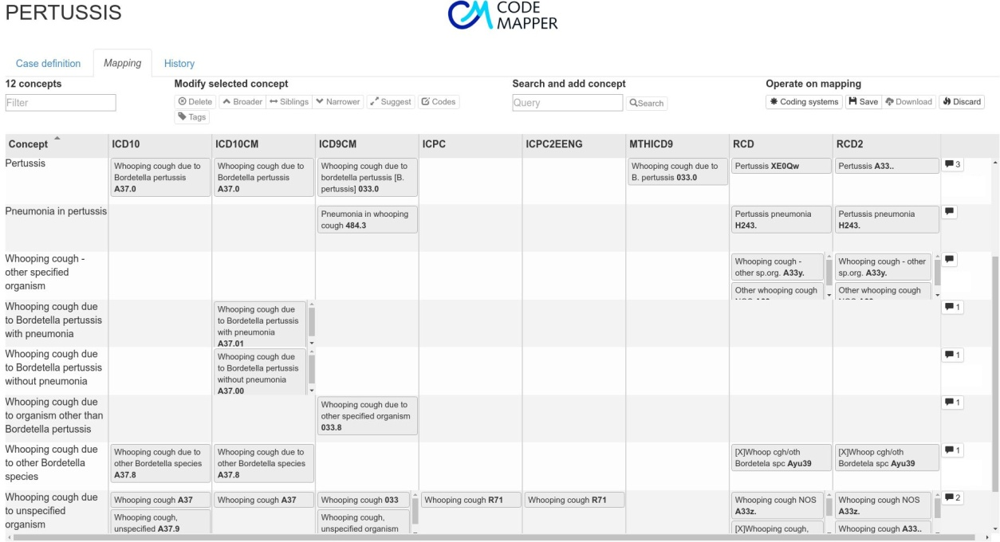 PERTUSSIS
CODE
MAPPER
Case definition
Mapping
History
12 concepts
Modify selected concept
Search and add concept
Operate on mapping
Filter
Delete
Broader
Siblings
Narrower
Suggest
Codes
Tags
Query
Search
Coding systems
Save
Download
Discard
Concept
ICD10
ICD10CM
ICD9CM
ICPC
ICPC2EENG
MTHICD9
RCD
RCD2
Pertussis
Whooping cough due to
Bordetella pertussis
A37.0
Whooping cough due to
Bordetella pertussis
A37.0
Whooping cough due to
bordetella pertussis [B.
pertussis] 033.0
Whooping cough due to
B. pertussis 033.0
Pertussis XE0Qw
Pertussis A33..
3
Pneumonia in pertussis
Pneumonia in whooping
cough 484.3
Pertussis pneumonia
H243.
Pertussis pneumonia
H243.
Whooping cough -
other specified
organism
Whooping cough -
other sp.org. A33y.
Other whooping cough
Whooping cough - other
sp.org. A33y.
Other whooping cough
Whooping cough due
to Bordetella pertussis
with pneumonia
Whooping cough due
to Bordetella pertussis
with pneumonia
A37.01
1
Whooping cough due
to Bordetella pertussis
without pneumonia
Whooping cough due
to Bordetella pertussis
without pneumonia
A37.00
1
Whooping cough due
to organism other than
Bordetella pertussis
Whooping cough due to
other specified organism
033.8
1
Whooping cough due
to other Bordetella
species
Whooping cough due to
other Bordetella species
A37.8
Whooping cough due to
other Bordetella species
A37.8
[X]Whoop cgh/oth
Bordetela spc Ayu39
[X]Whoop cgh/oth
Bordetela spc Ayu39
1
Whooping cough due
to unspecified
organism
Whooping cough A37
Whooping cough,
unspecified A37.9
Whooping cough A37
Whooping cough 033
Whooping cough,
unspecified organism
Whooping cough R71
Whooping cough R71
Whooping cough NOS
A33z.
[X]Whooping cough,
Whooping cough NOS
A33z.
Whooping cough A33..
2